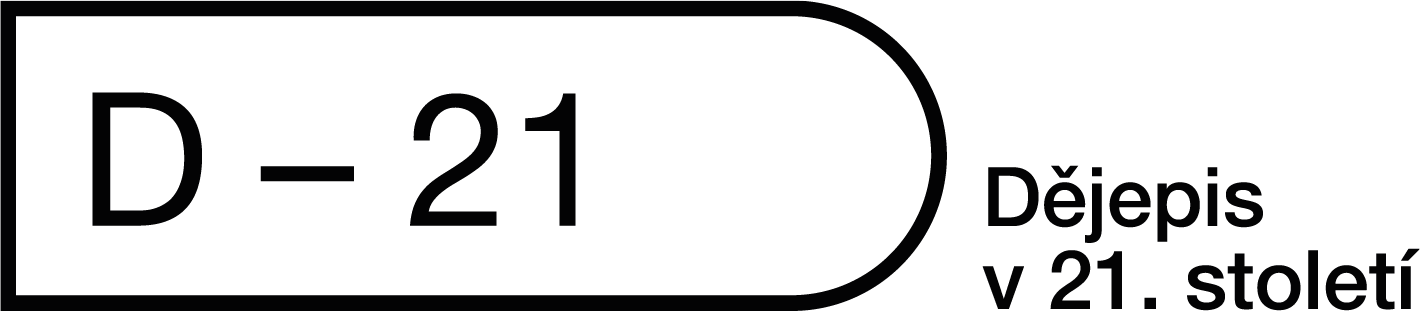 D – 21
Dějepis
v 21. století